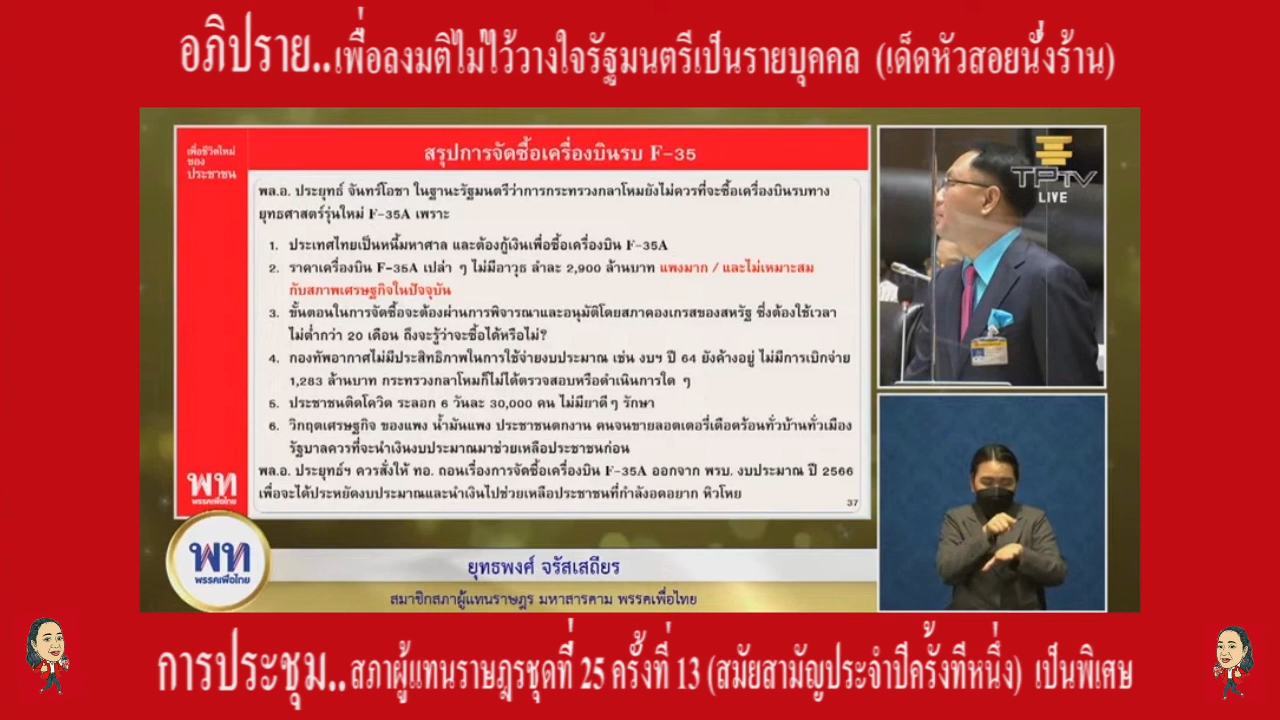 อภิปราย..เพื่อลงมติไม่ไว้วางใจรัฐมนตรีเป็นรายบุคคล (เด็ดหัวสอยนั่งร้าน)
เพื่อชีวิตใหม่
ของ
ประชาชน
สรุปการจัดซื้อเครื่องบินรบ F-35
พล.อ. ประยุทธ์ จันทร์โอชา ในฐานะรัฐมนตรีว่าการกระทรวงกลาโหมยังไม่ควรที่จะซื้อเครื่องบินรบทาง
ยุทธศาสตร์รุ่นใหม่ F-35A เพราะ
1. ประเทศไทยเป็นหนี้มหาศาล และต้องกู้เงินเพื่อซื้อเครื่องบิน F-35A
2. ราคาเครื่องบิน F-35A เปล่า ๆ ไม่มีอาวุธ ลำละ 2,900 ล้านบาท แพงมาก / และไม่เหมาะสม
กับสภาพเศรษฐกิจในปัจจุบัน
3. ขั้นตอนในการจัดซื้อจะต้องผ่านการพิจารณาและอนุมัติโดยสภาคองเกรสของสหรัฐ ซึ่งต้องใช้เวลา
ไม่ต่ำกว่า 20 เดือน ถึงจะรู้ว่าจะซื้อได้หรือไม่?
4. กองทัพอากาศไม่มีประสิทธิภาพในการใช้จ่ายงบประมาณ เช่น งบฯ ปี 64 ยังค้างอยู่ ไม่มีการเบิกจ่าย
1,283 ล้านบาท กระทรวงกลาโหมก็ไม่ได้ตรวจสอบหรือดำเนินการใด ๆ
5. ประชาชนติดโควิด ระลอก 6 วันละ 30,000 คน ไม่มียาดีๆ รักษา
6. วิกฤตเศรษฐกิจ ของแพง น้ำมันแพง ประชาชนตกงาน คนจนขายลอตเตอรี่เดือดร้อนทั่วบ้านทั่วเมือง
รัฐบาลควรที่จะนำเงินงบประมาณมาช่วยเหลือประชาชนก่อน
พล.อ. ประยุทธ์ฯ ควรสั่งให้ ทอ. ถอนเรื่องการจัดซื้อเครื่องบิน F-35A ออกจาก พรบ. งบประมาณ ปี 2566
เพื่อจะได้ประหยัดงบประมาณและนำเงินไปช่วยเหลือประชาชนที่กำลังอดอยาก หิวโหย
37
พท
พรรคเพื่อไทย
TPTV
LIVE
พท
พรรคเพื่อไทย
ยุทธพงศ์ จรัสเสถียร
สมาชิกสภาผู้แทนราษฎร มหาสารคาม พรรคเพื่อไทย
การประชุม..สภาผู้แทนราษฎรชุดที่ 25 ครั้งที่ 13 (สมัยสามัญประจำปีครั้งที่หนึ่ง) เป็นพิเศษ